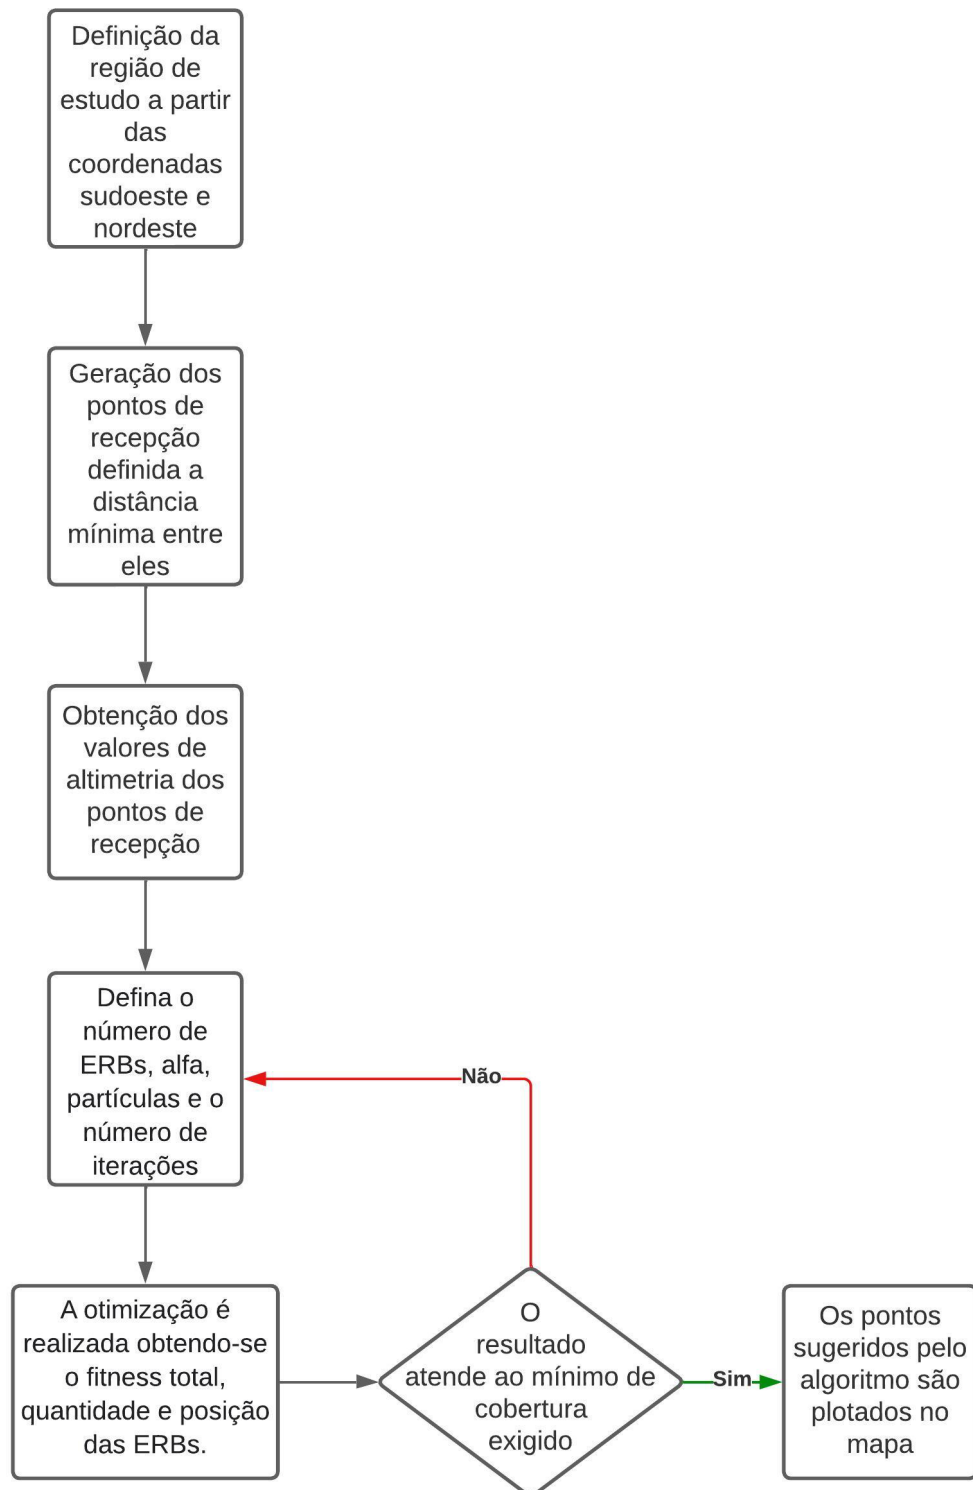 Definição da
região de
estudo a partir
das
coordenadas
sudoeste e
nordeste
Geração dos
pontos de
recepção
definida a
distância
mínima entre
eles
Obtenção dos
valores de
altimetria dos
pontos de
recepção
Defina o
número de
ERBs, alfa,
partículas e o
número de
iterações
Não
A otimização é
realizada obtendo-se
o fitness total,
quantidade e posição
das ERBs.
O
resultado
atende ao mínimo de
cobertura
exigido
Sim
Os pontos
sugeridos pelo
algoritmo são
plotados no
mapa